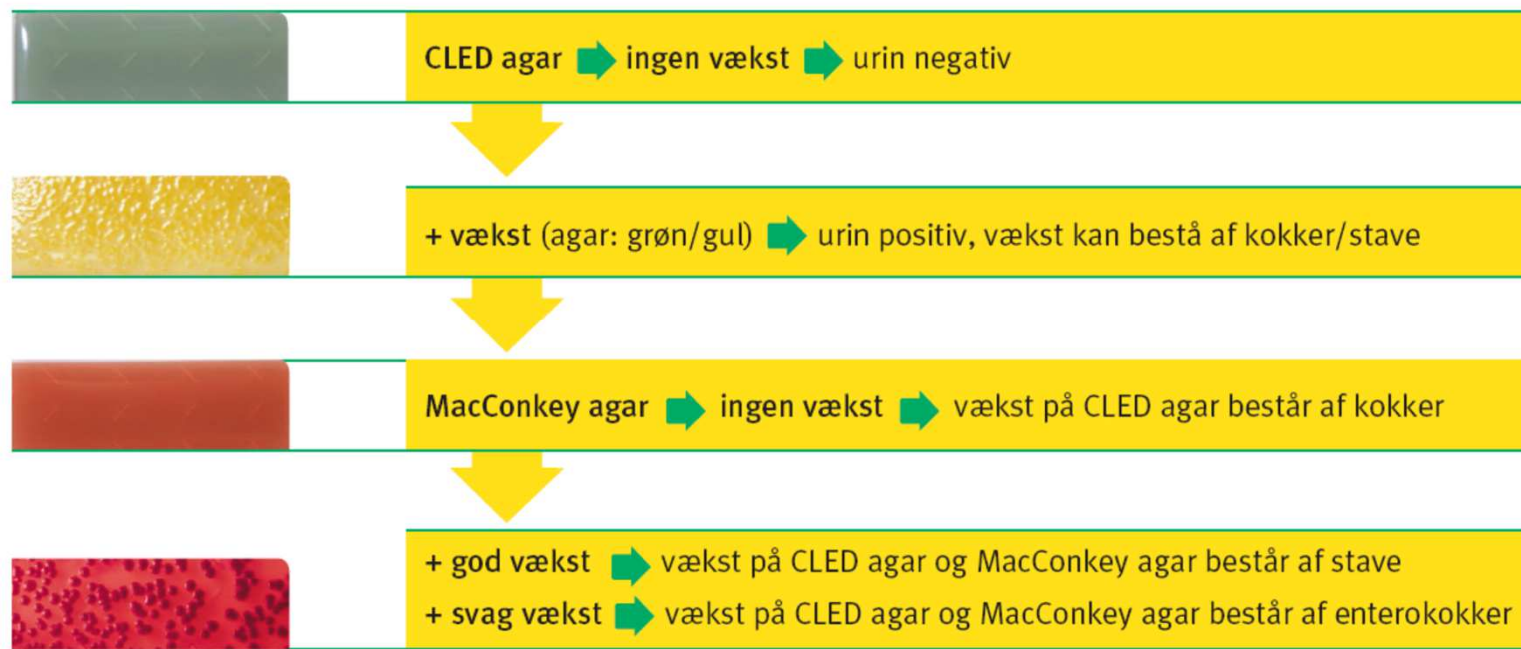 CLED agar ingen vækst urin negativ
+ vækst (agar: grøn/gul) urin positiv, vækst kan bestå af kokker/stave
MacConkey agar ingen vækst vækst på CLED agar består af kokker
+ god vækst vækst på CLED agar og MacConkey agar består af stave
+ svag vækst vækst på CLED agar og MacConkey agar består af enterokokker